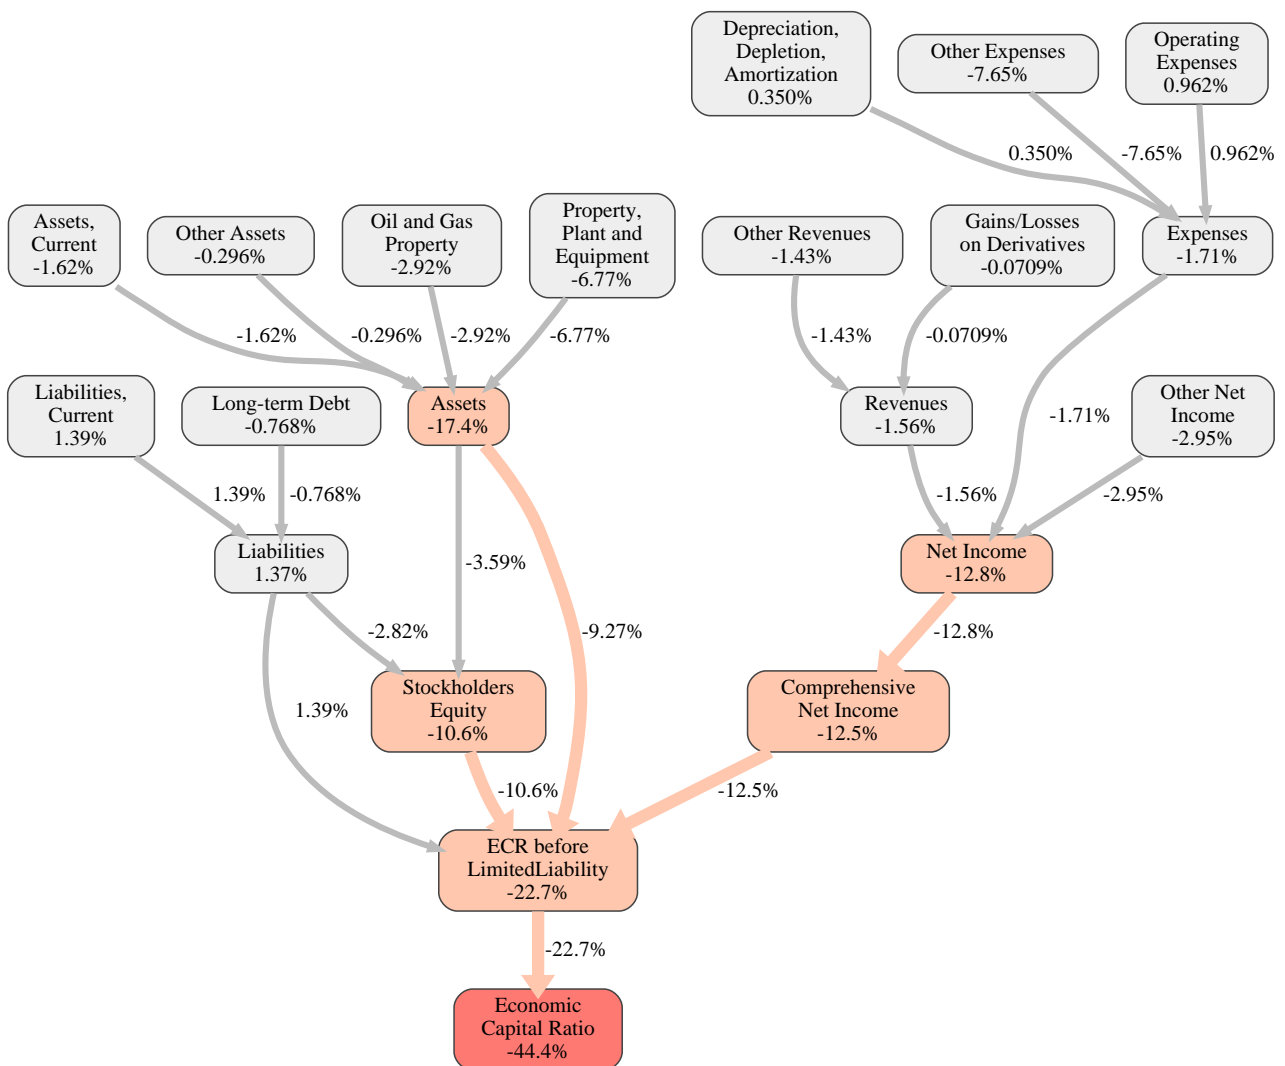 Depreciation,
Depletion,
Amortization
0.350%
Other Expenses
-7.65%
Operating
Expenses
0.962%
0.350%
-7.65%
0.962%
Assets,
Current
-1.62%
Other Assets
-0.296%
Oil and Gas
Property
-2.92%
Property,
Plant and
Equipment
-6.77%
Other Revenues
-1.43%
Gains/Losses
on Derivatives
-0.0709%
Expenses
-1.71%
-1.62%
-0.296%
-2.92%
-6.77%
-1.43%
-0.0709%
Liabilities,
Current
1.39%
Long-term Debt
-0.768%
Assets
-17.4%
Revenues
-1.56%
-1.71%
Other Net
Income
-2.95%
1.39%
-0.768%
-1.56%
-2.95%
Liabilities
1.37%
-3.59%
Net Income
-12.8%
-2.82%
-9.27%
-12.8%
1.39%
Stockholders
Equity
-10.6%
Comprehensive
Net Income
-12.5%
-10.6%
-12.5%
ECR before
LimitedLiability
-22.7%
-22.7%
Economic
Capital Ratio
-44.4%